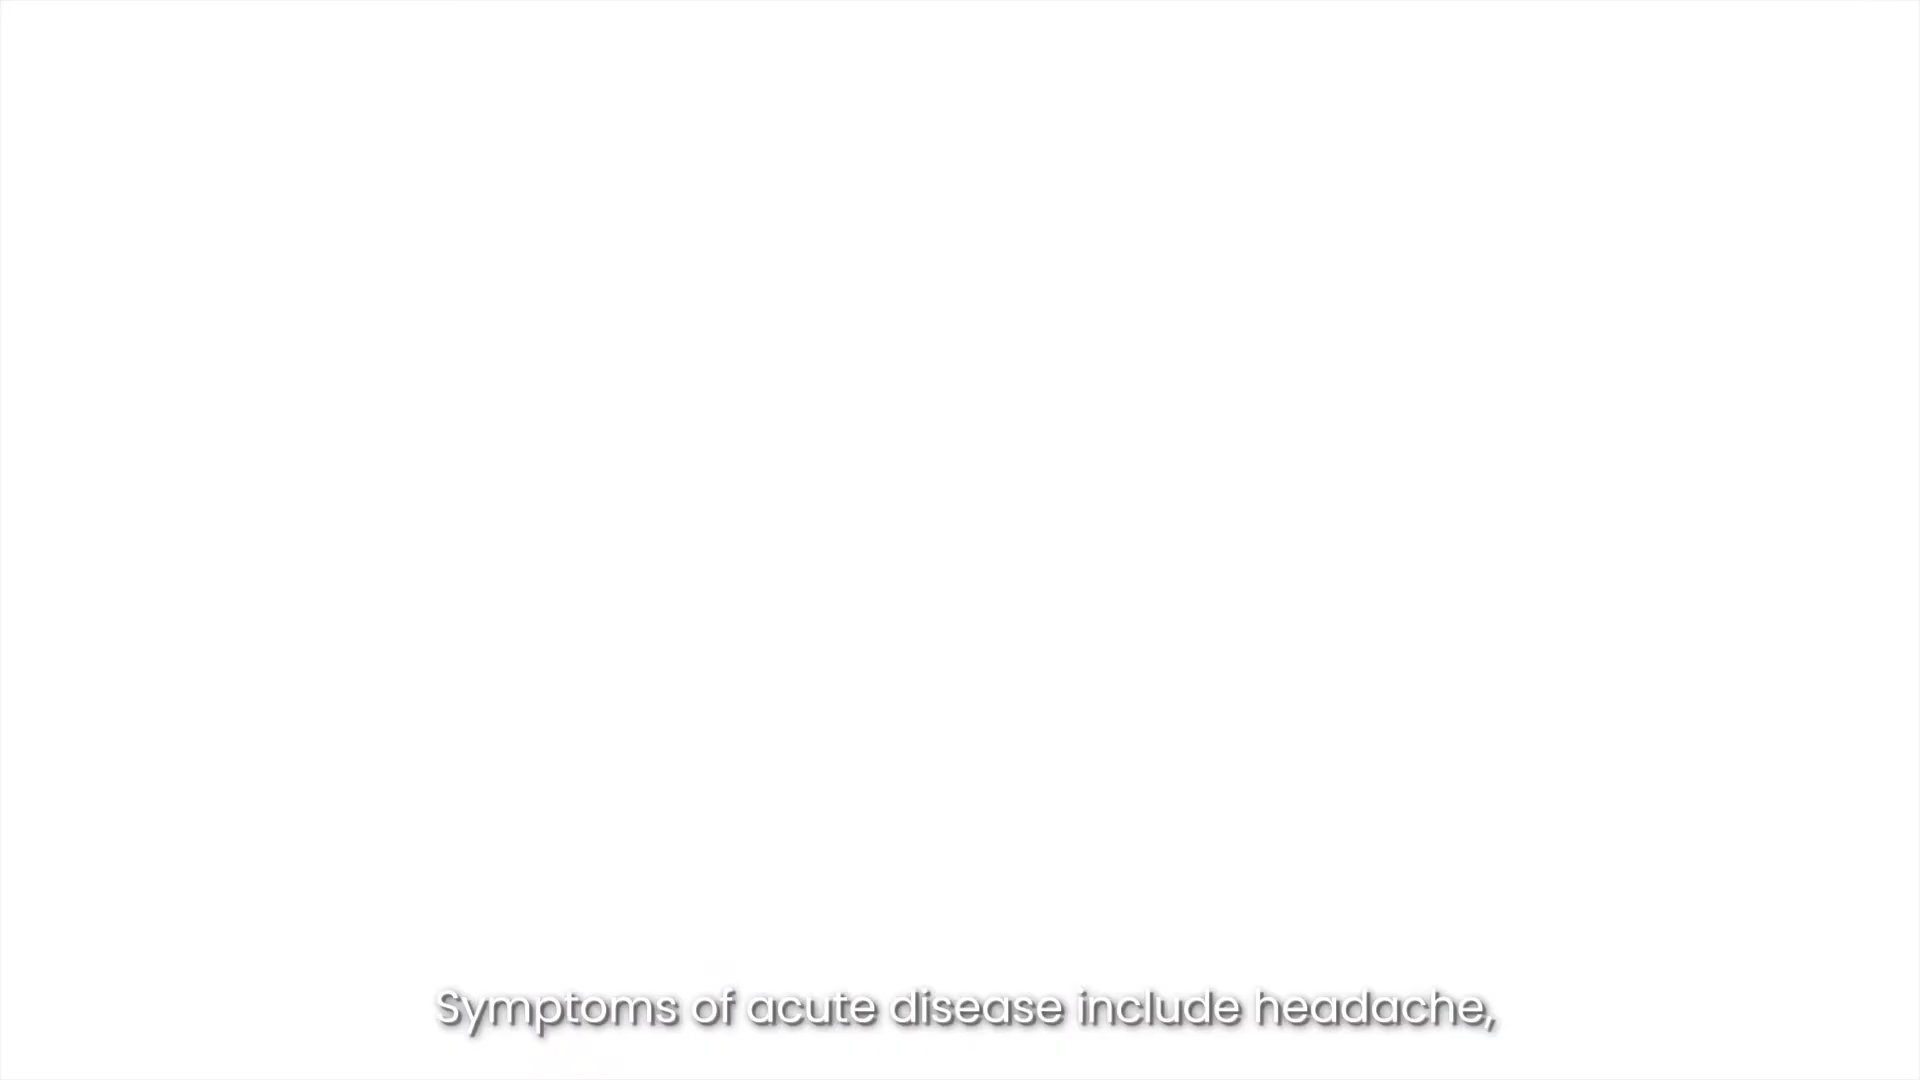 Symptoms of acute disease include headache,